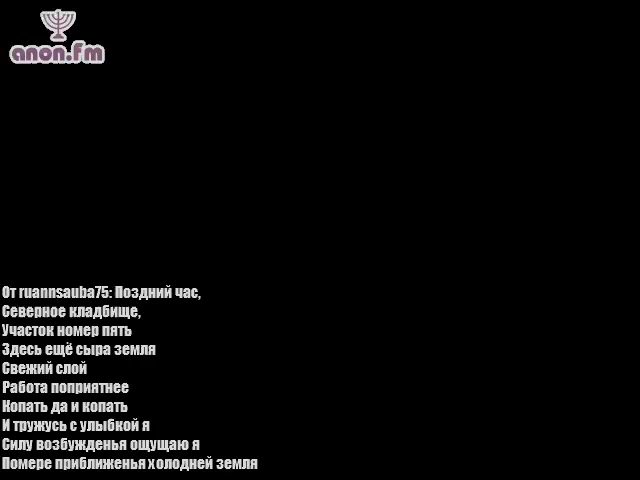 anon.fm
От ruannsauba75: Поздний час,
Северное кладбище,
Участок номер пять
Здесь ещё сыра земля
Свежий слой
Работа поприятнее
Копать да и копать
И тружусь с улыбкой я
Силу возбужденья ощущаю я
Помере приближенья холодней земля